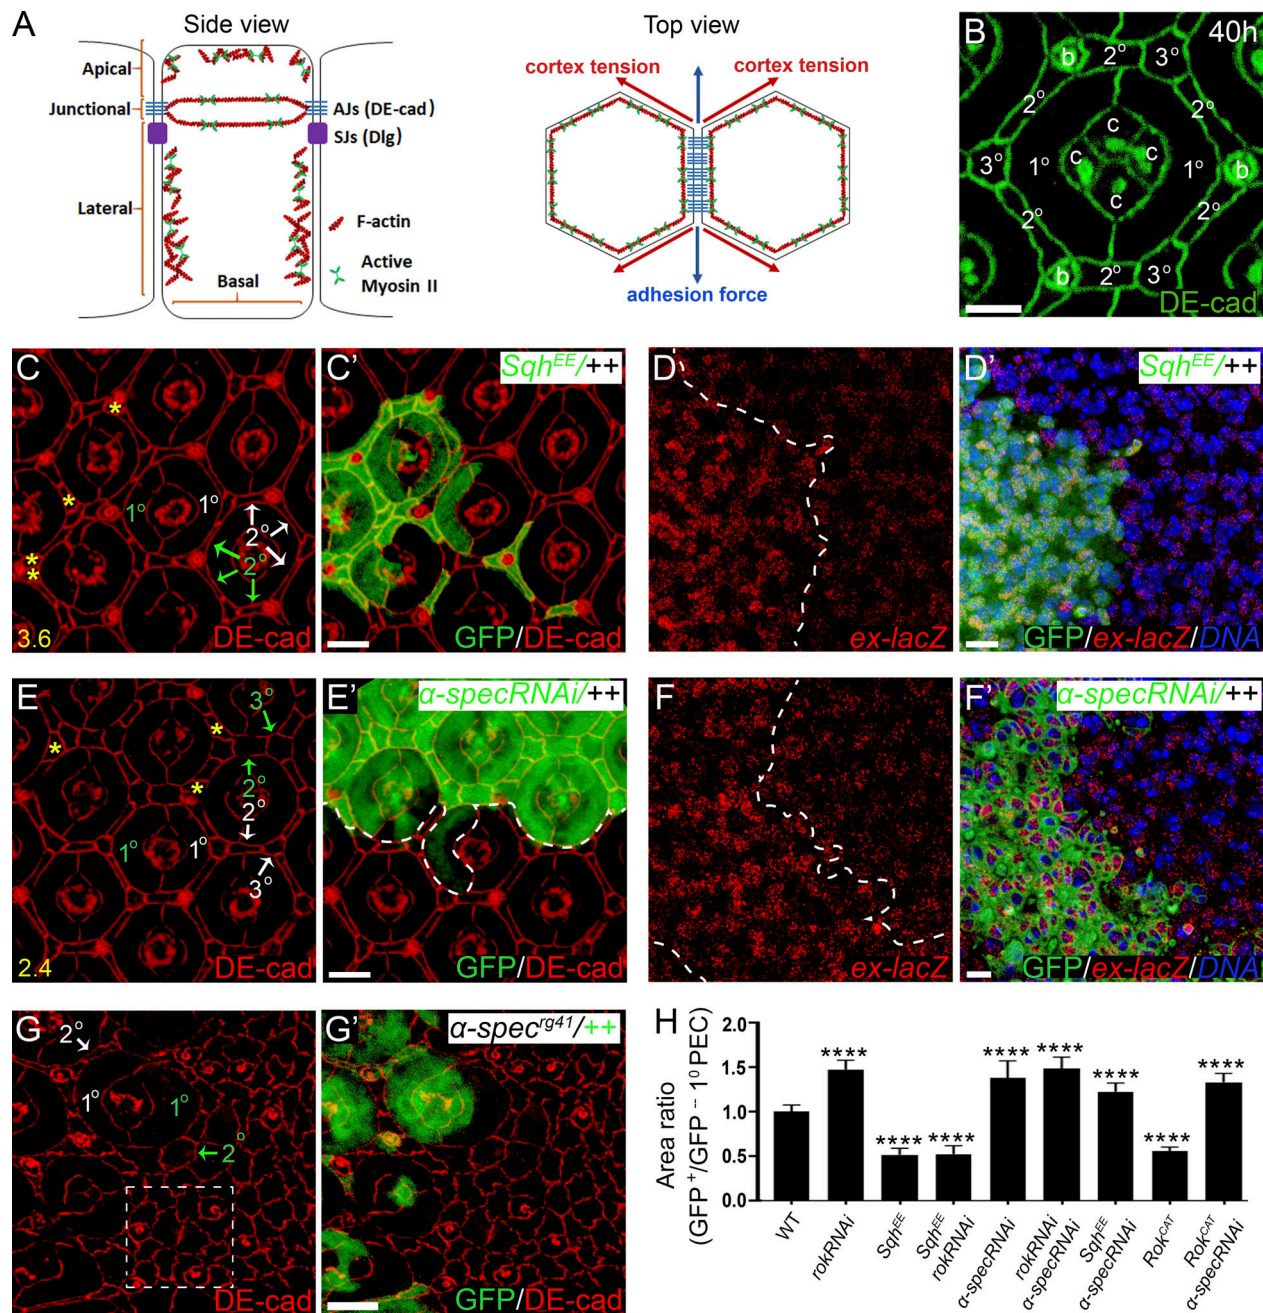 A
Side view
Top view
Apical
Junctional
Lateral
Basal
AJs (DE-cad)
SJs (Dlg)
F-actin
Active
Myosin II
cortex tension
cortex tension
adhesion force
B
40h
b
2°
3°
2°
2°
c
3°
1°
c
c
1°
b
c
2°
2°
b
2°
3°
DE-cad
C
*
*
1°
1°
2°
2°
*
*
3.6
DE-cad
C'
Sqh^EE/++
GFP/DE-cad
D
ex-lacZ
D'
Sqh^EE/++
GFP/ex-lacZ/DNA
E
3°
*
*
*
2°
2°
1°
1°
3°
2.4
DE-cad
E'
α-specRNAi/++
GFP/DE-cad
F
ex-lacZ
F'
α-specRNAi/++
GFP/ex-lacZ/DNA
G
2°
1°
1°
2°
DE-cad
G'
α-spec^rg41/++
GFP/DE-cad
H
Area ratio
(GFP⁺/GFP -- 1⁰ PEC)
2.0
1.5
1.0
0.5
0.0
****
****
****
****
****
****
****
****
WT
rokRNAi
Sqh^EE
Sqh^EE
rokRNAi
α-specRNAi
rokRNAi
α-specRNAi
Sqh^EE
α-specRNAi
Rok^CAT
Rok^CAT
α-specRNAi